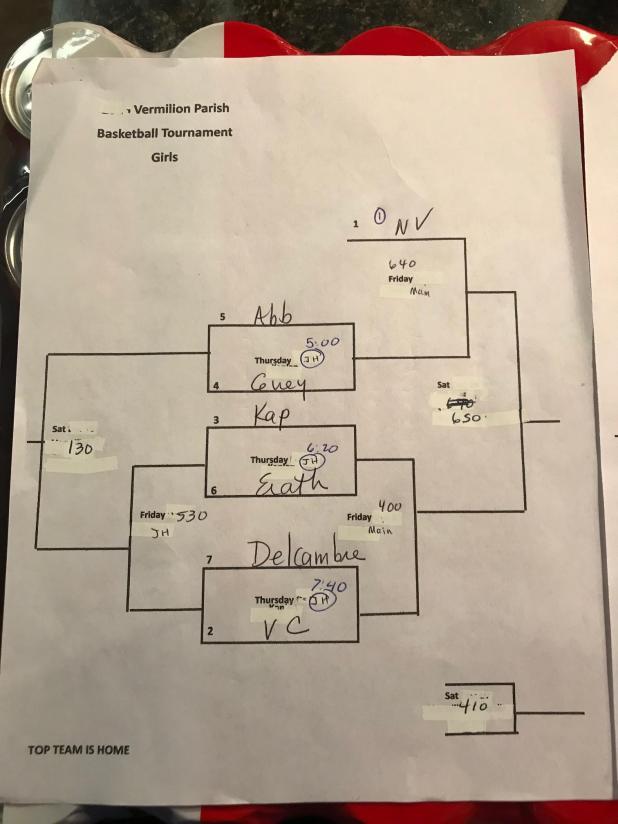 Vermilion Parish
Basketball Tournament
Girls
1 ① NV
640
Friday
Main
5 Abb
5:00
Thursday JH
4 Guey
3 Kap
6:20
Thursday JH
6 Erath
Sat
650
Sat
130
Friday 530
JH
Friday 400
Main
7 Delcambre
7:40
Thursday JH
2 VC
Sat
410
TOP TEAM IS HOME